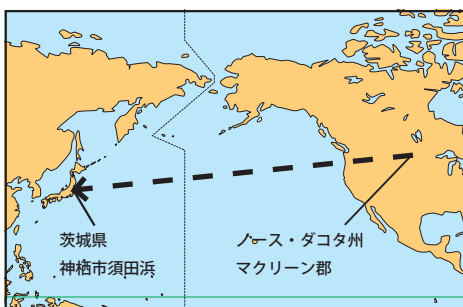 茨城県
神栖市須田浜
ノース・ダコタ州
マクリーン郡